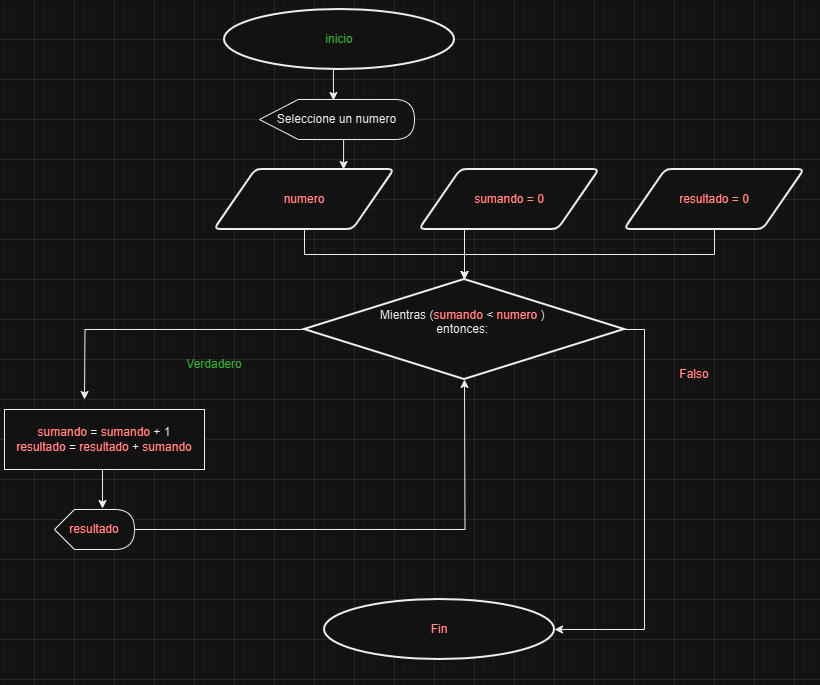 inicio
Seleccione un numero
numero
sumando = 0
resultado = 0
Mientras (sumando < numero )
entonces:
Verdadero
Falso
sumando = sumando + 1
resultado = resultado + sumando
resultado
Fin